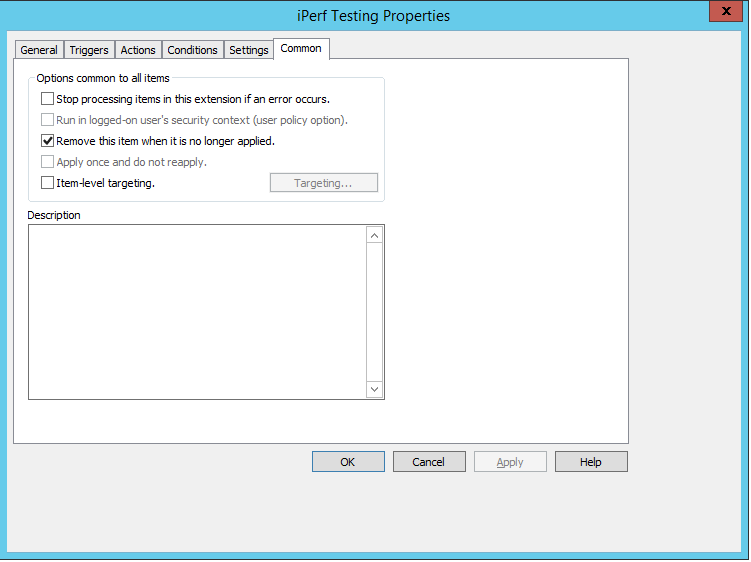 iPerf Testing Properties
x
General Triggers Actions Conditions Settings Common
Options common to all items
Stop processing items in this extension if an error occurs.
Run in logged-on user's security context (user policy option).
Remove this item when it is no longer applied.
Apply once and do not reapply.
Item-level targeting. Targeting...
Description
OK Cancel Apply Help